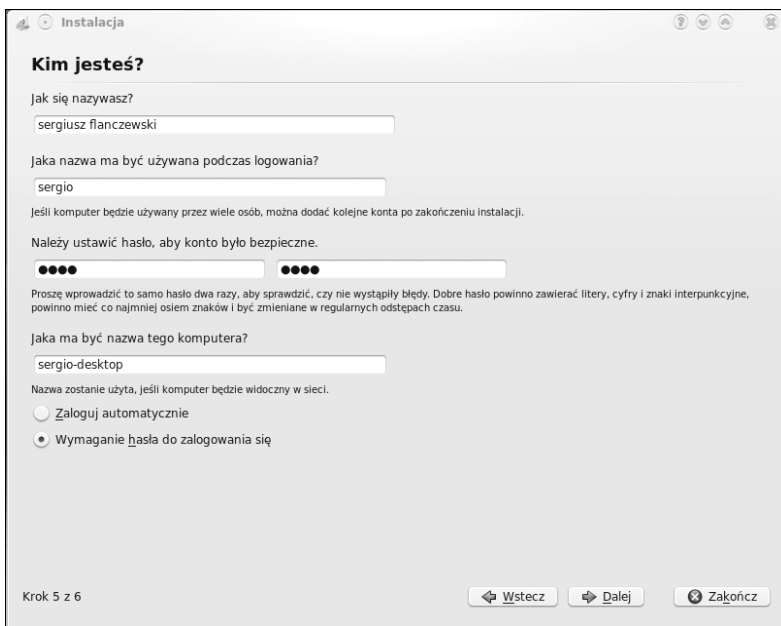 Instalacja
Kim jesteś?
Jak się nazywasz?
sergiusz flanczewski
Jaka nazwa ma być używana podczas logowania?
sergio
Jeśli komputer będzie używany przez wiele osób, można dodać kolejne konta po zakończeniu instalacji.
Należy ustawić hasło, aby konto było bezpieczne.
●●●● ●●●●
Proszę wprowadzić to samo hasło dwa razy, aby sprawdzić, czy nie wystąpiły błędy. Dobre hasło powinno zawierać litery, cyfry i znaki interpunkcyjne,
powinno mieć co najmniej osiem znaków i być zmieniane w regularnych odstępach czasu.
Jaka ma być nazwa tego komputera?
sergio-desktop
Nazwa zostanie użyta, jeśli komputer będzie widoczny w sieci.
Zaloguj automatycznie
Wymaganie hasła do zalogowania się
Krok 5 z 6 Wstecz Dalej Zakończ